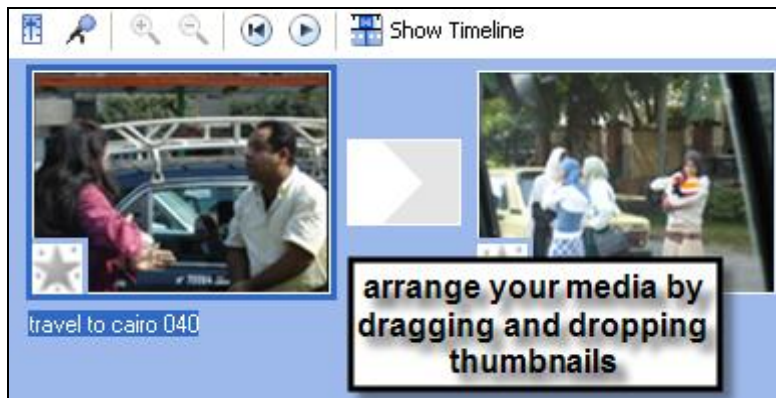 Show Timeline
travel to cairo 040
arrange your media by
dragging and dropping
thumbnails